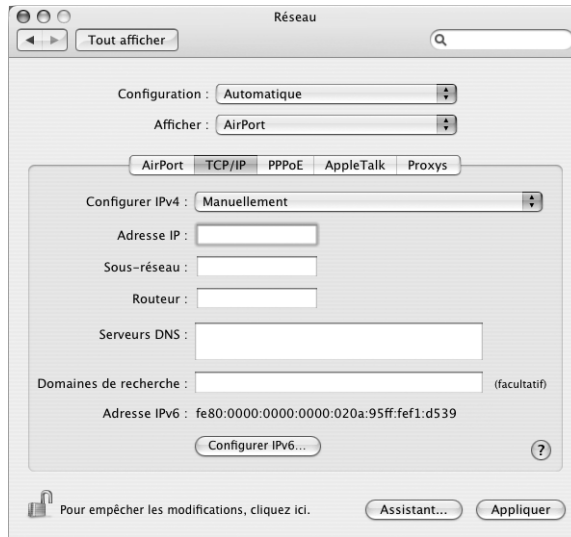 Réseau
Tout afficher
Configuration : Automatique
Afficher : AirPort
AirPort TCP/IP PPPoE AppleTalk Proxys
Configurer IPv4 : Manuellement
Adresse IP :
Sous-réseau :
Routeur :
Serveurs DNS :
Domaines de recherche : (facultatif)
Adresse IPv6 : fe80:0000:0000:0000:020a:95ff:fef1:d539
Configurer IPv6... ?
Pour empêcher les modifications, cliquez ici. Assistant... Appliquer